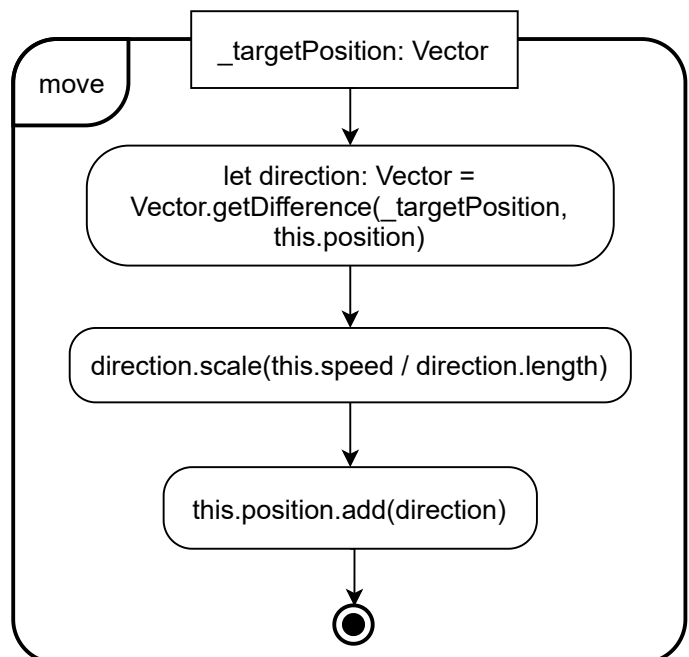 _targetPosition: Vector
move
let direction: Vector =
Vector.getDifference(_targetPosition,
this.position)
direction.scale(this.speed / direction.length)
this.position.add(direction)